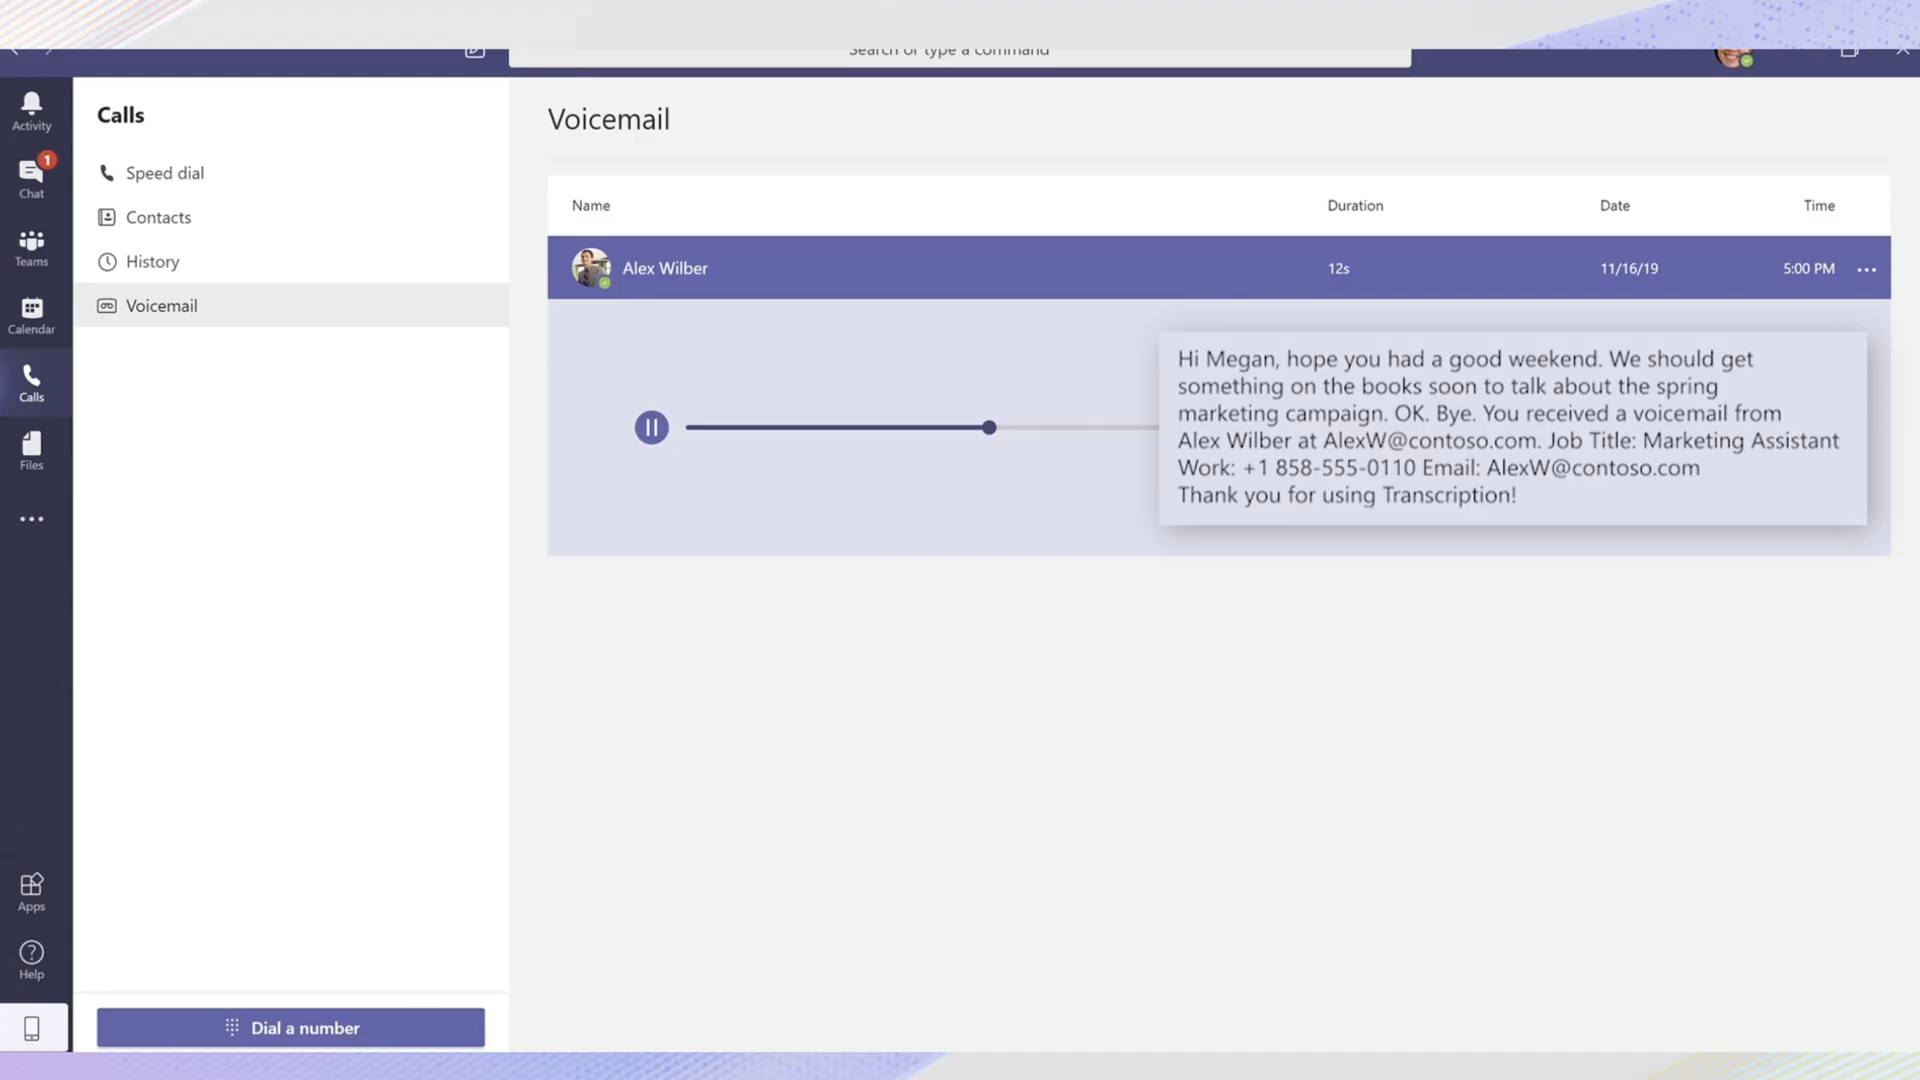 Search or type a command
Activity
1
Chat
Teams
Calendar
Calls
Files
Apps
Help
Calls
Speed dial
Contacts
History
Voicemail
Dial a number
Voicemail
Name Duration Date Time
Alex Wilber 12s 11/16/19 5:00 PM
Hi Megan, hope you had a good weekend. We should get
something on the books soon to talk about the spring
marketing campaign. OK. Bye. You received a voicemail from
Alex Wilber at AlexW@contoso.com. Job Title: Marketing Assistant
Work: +1 858-555-0110 Email: AlexW@contoso.com
Thank you for using Transcription!